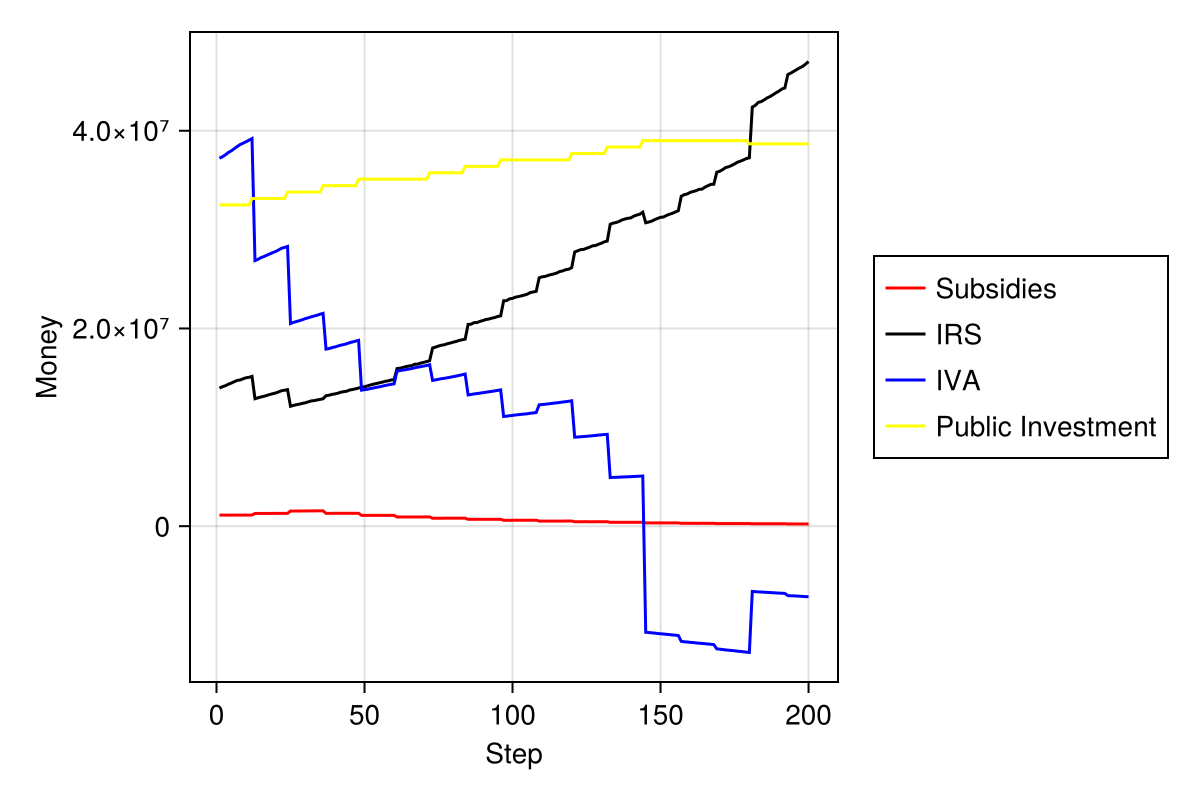 Money
4.0×10⁷
2.0×10⁷
0
0 50 100 150 200
Step
Subsidies
IRS
IVA
Public Investment